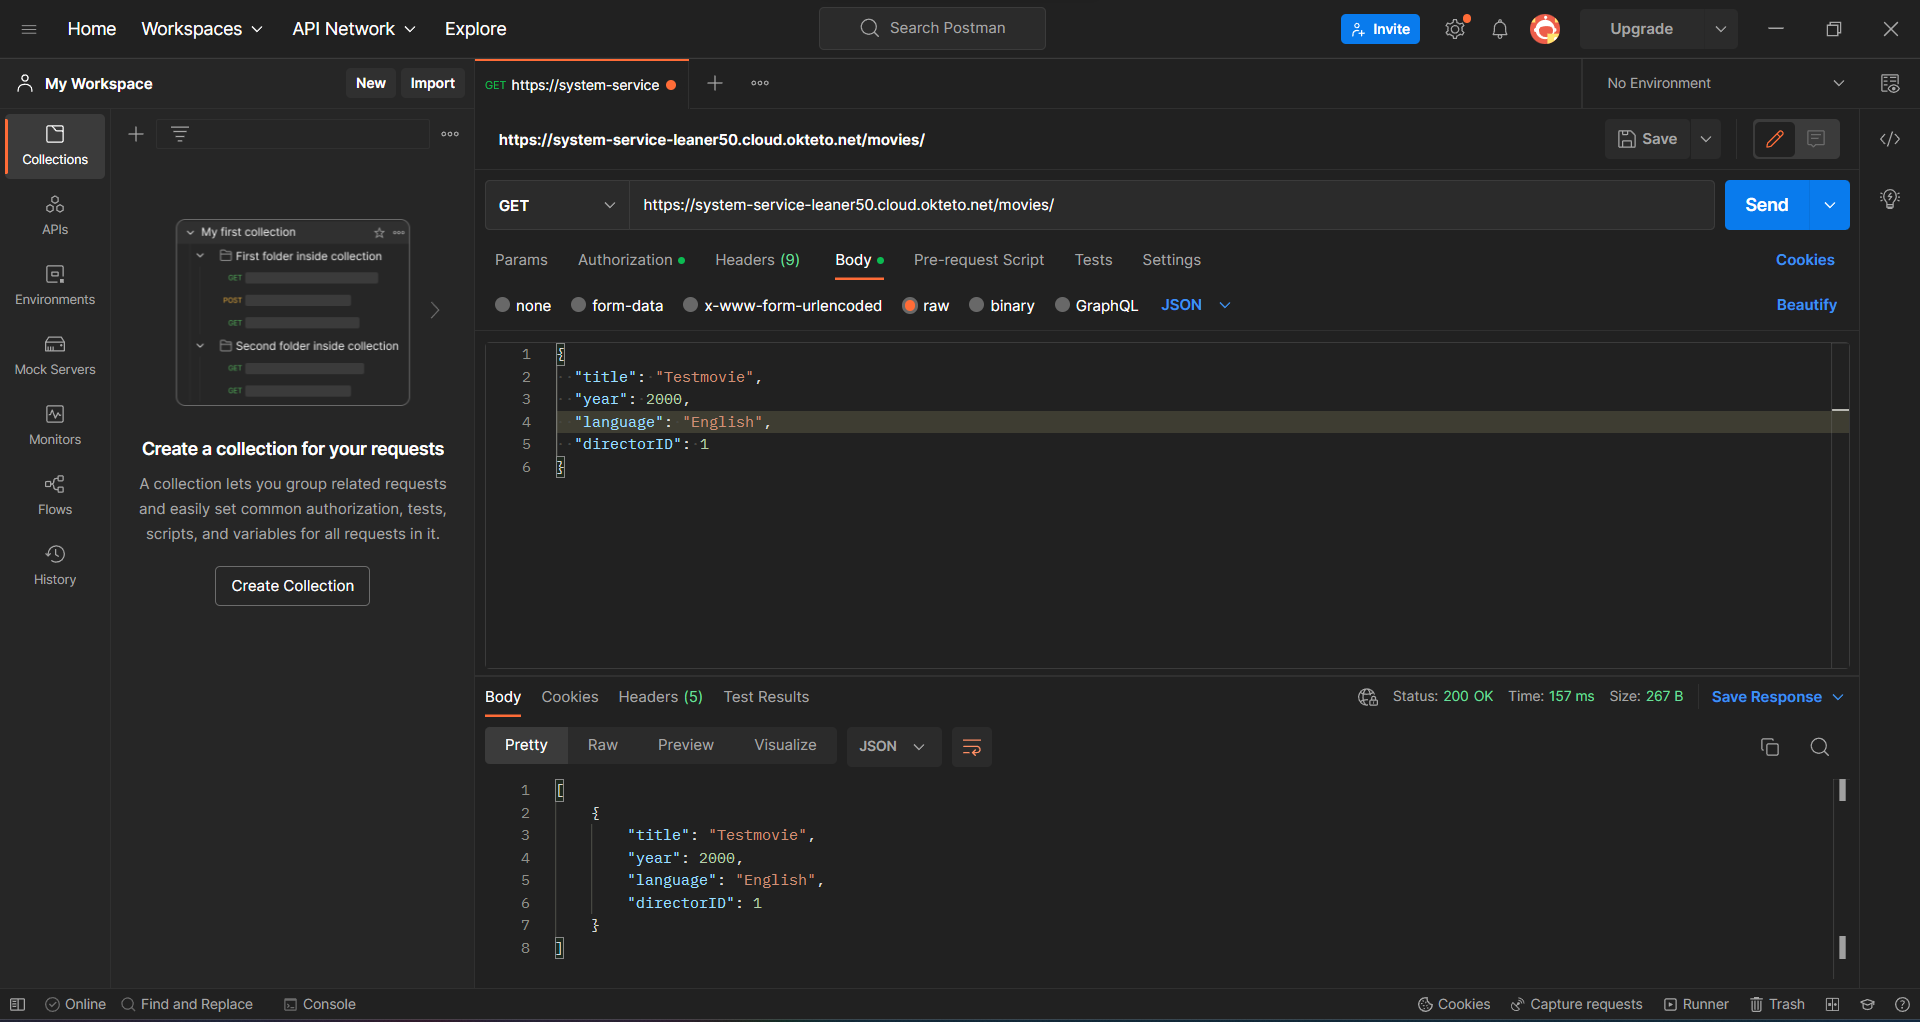 Home Workspaces API Network Explore Search Postman Invite Upgrade
My Workspace New Import GET https://system-service No Environment
Collections
APIs
Environments
Mock Servers
Monitors
Flows
History
My first collection
First folder inside collection
GET
POST
GET
Second folder inside collection
GET
GET
Create a collection for your requests
A collection lets you group related requests
and easily set common authorization, tests,
scripts, and variables for all requests in it.
Create Collection
https://system-service-leaner50.cloud.okteto.net/movies/ Save
GET https://system-service-leaner50.cloud.okteto.net/movies/ Send
Params Authorization Headers (9) Body Pre-request Script Tests Settings Cookies
none form-data x-www-form-urlencoded raw binary GraphQL JSON Beautify
1 {
2 "title": "Testmovie",
3 "year": 2000,
4 "language": "English",
5 "directorID": 1
6 }
Body Cookies Headers (5) Test Results Status: 200 OK Time: 157 ms Size: 267 B Save Response
Pretty Raw Preview Visualize JSON
1 [
2 {
3 "title": "Testmovie",
4 "year": 2000,
5 "language": "English",
6 "directorID": 1
7 }
8 ]
Online Find and Replace Console Cookies Capture requests Runner Trash